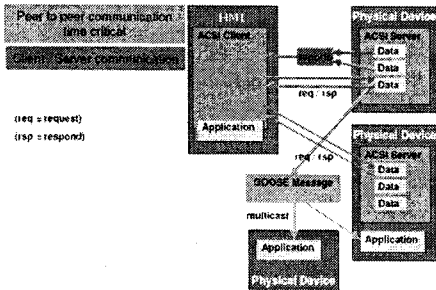 Peer to peer communication
time critical
Client / Server communication
(req = request)
(rsp = respond)
HMI
ACSI Client
Application
req / rsp
req / rsp
GOOSE Message
multicast
Application
Physical Device
Physical Device
ACSI Server
Data
Data
Data
Physical Device
ACSI Server
Data
Data
Data
Application